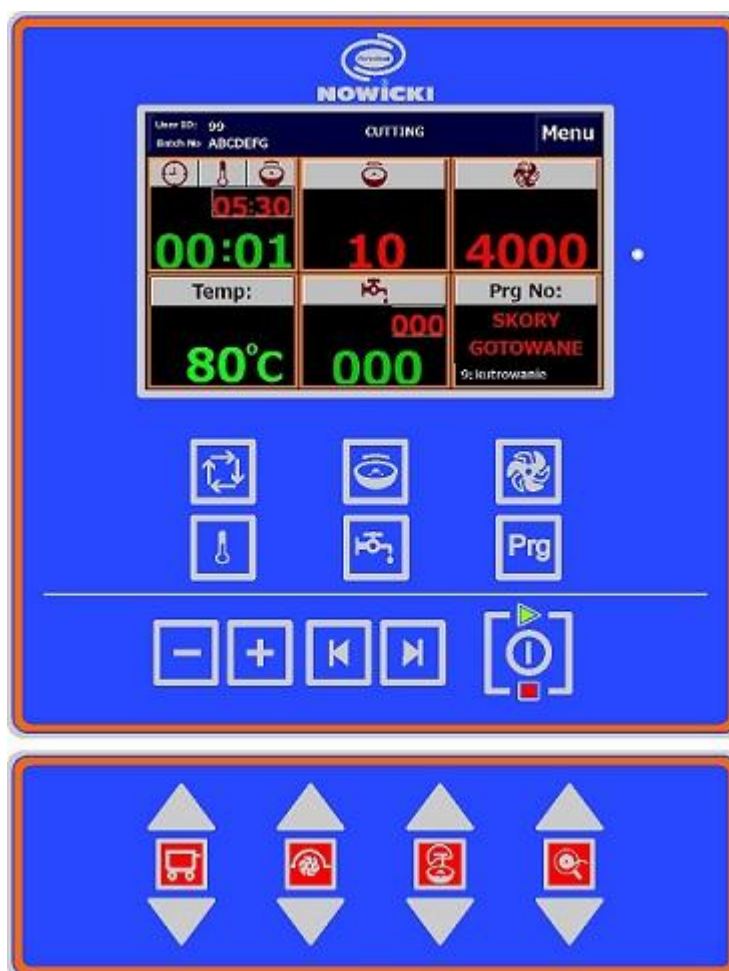 NOWICKI
User ID: 99
Batch No ABCDEFG
CUTTING
Menu
05:30
00:01
10
4000
Temp:
80°C
000
000
Prg No:
SKORY
GOTOWANE
9:kutrowanie
Prg